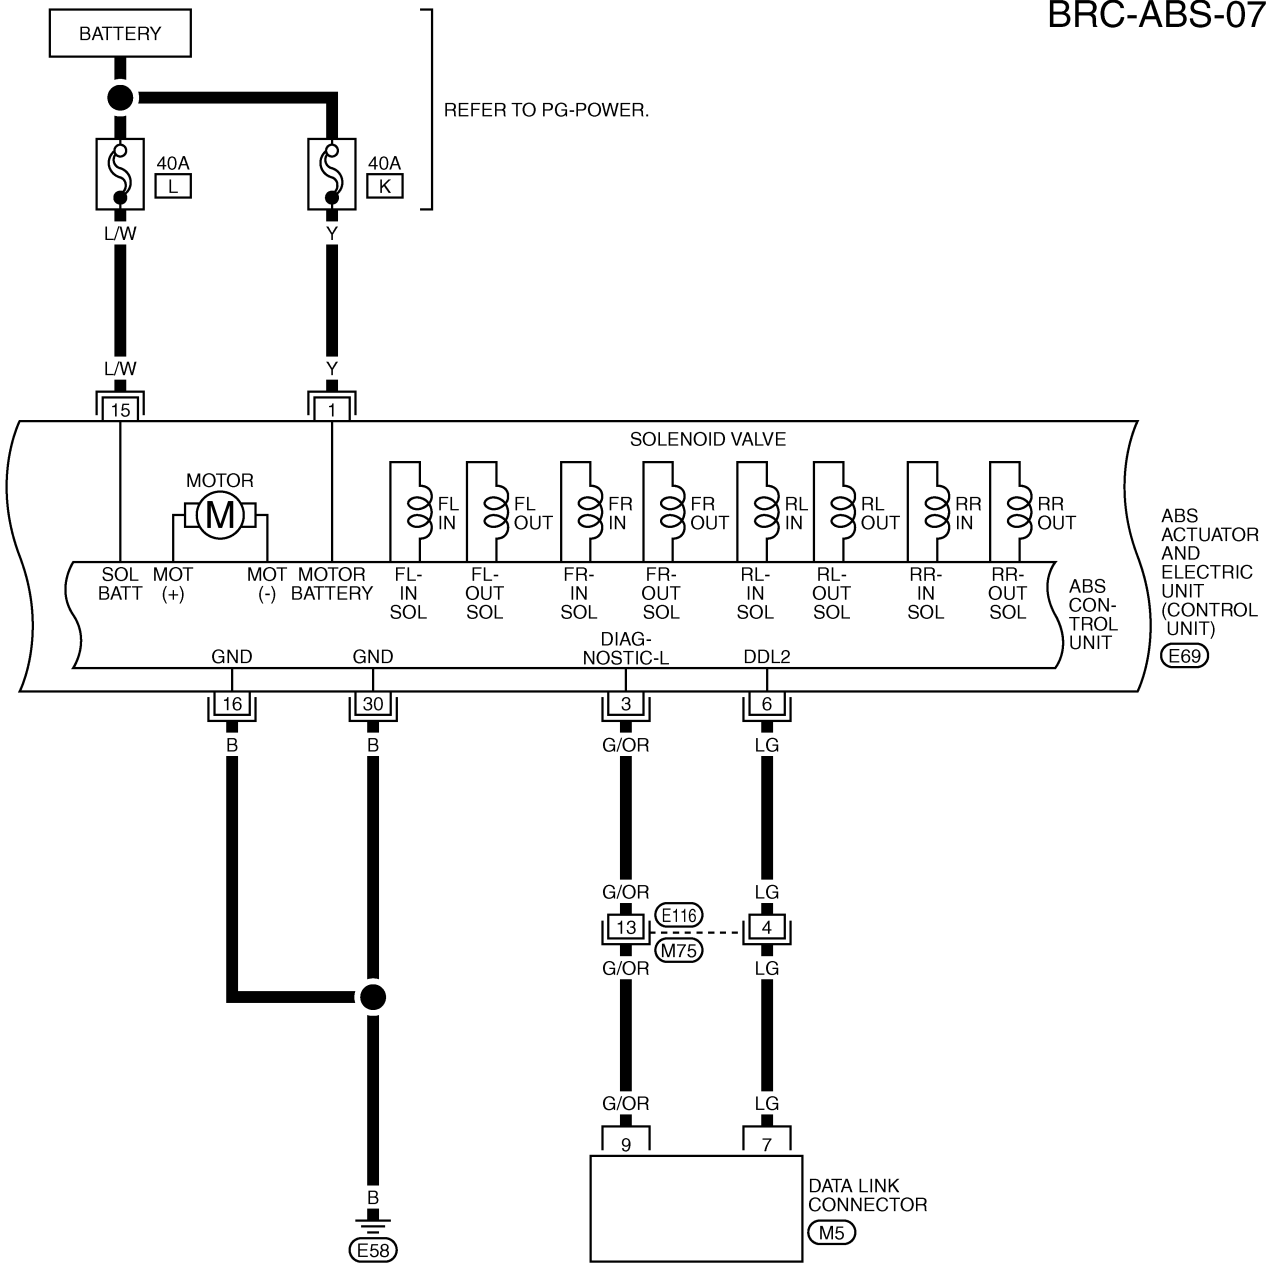 BRC-ABS-07
BATTERY
REFER TO PG-POWER.
40A
L
40A
K
L/W
Y
L/W
Y
15
1
SOLENOID VALVE
MOTOR
M
FL
IN
FL
OUT
FR
IN
FR
OUT
RL
IN
RL
OUT
RR
IN
RR
OUT
SOL
BATT
MOT
(+)
MOT
(-)
MOTOR
BATTERY
FL-
IN
SOL
FL-
OUT
SOL
FR-
IN
SOL
FR-
OUT
SOL
RL-
IN
SOL
RL-
OUT
SOL
RR-
IN
SOL
RR-
OUT
SOL
ABS
CON-
TROL
UNIT
ABS
ACTUATOR
AND
ELECTRIC
UNIT
(CONTROL
UNIT)
E69
GND
GND
DIAG-
NOSTIC-L
DDL2
16
30
3
6
B
B
G/OR
LG
G/OR
LG
13
E116
M75
4
G/OR
LG
G/OR
LG
9
7
B
E58
DATA LINK
CONNECTOR
M5